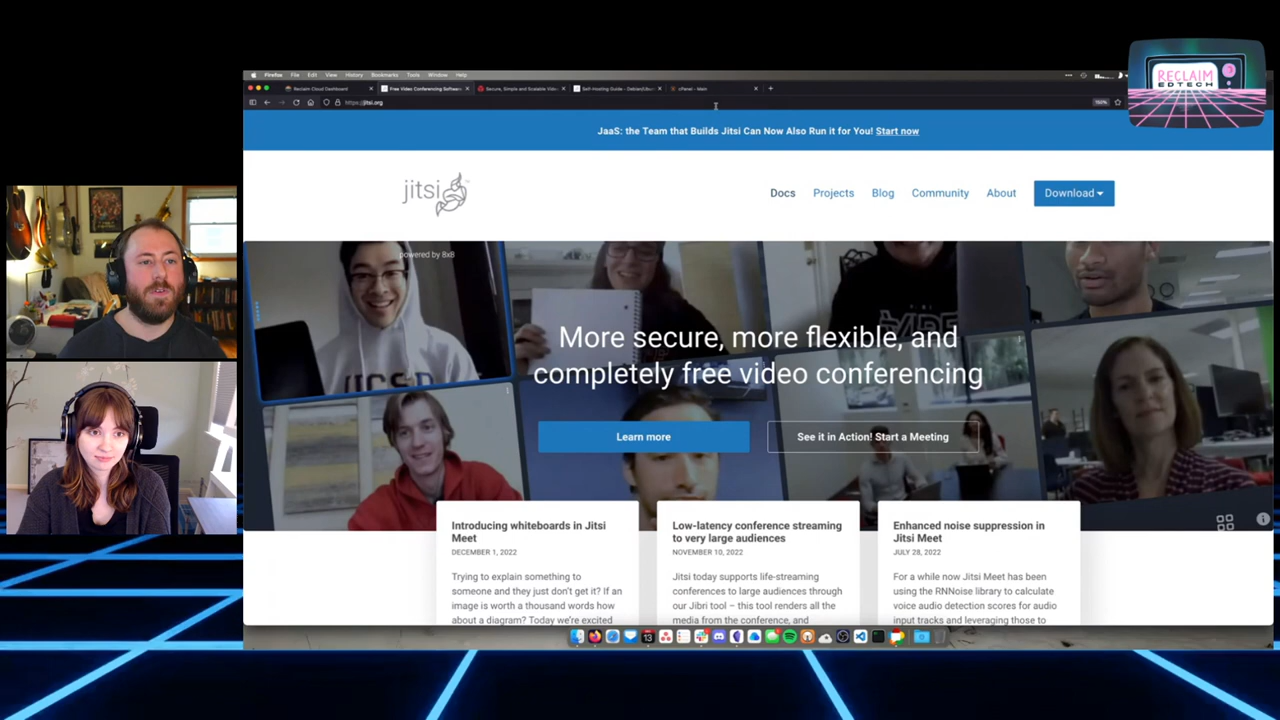 RECLAIM
EDTECH
Firefox File Edit View History Bookmarks Tools Window Help
Reclaim Cloud Dashboard
Free Video Conferencing Software
Secure, Simple and Scalable Video
Self-Hosting Guide - Debian/Ubun
cPanel - Main
https://jitsi.org
JaaS: the Team that Builds Jitsi Can Now Also Run it for You! Start now
jitsi
Docs Projects Blog Community About Download
powered by 8x8
More secure, more flexible, and
completely free video conferencing
Learn more
See it in Action! Start a Meeting
Introducing whiteboards in Jitsi
Meet
DECEMBER 1, 2022
Trying to explain something to
someone and they just don't get it? If an
image is worth a thousand words how
about a diagram? Today we're excited
Low-latency conference streaming
to very large audiences
NOVEMBER 10, 2022
Jitsi today supports life-streaming
conferences to large audiences through
our Jibri tool – this tool renders all the
media from the conference, and
Enhanced noise suppression in
Jitsi Meet
JULY 28, 2022
For a while now Jitsi Meet has been
using the RNNoise library to calculate
voice audio detection scores for audio
input tracks and leveraging those to
13